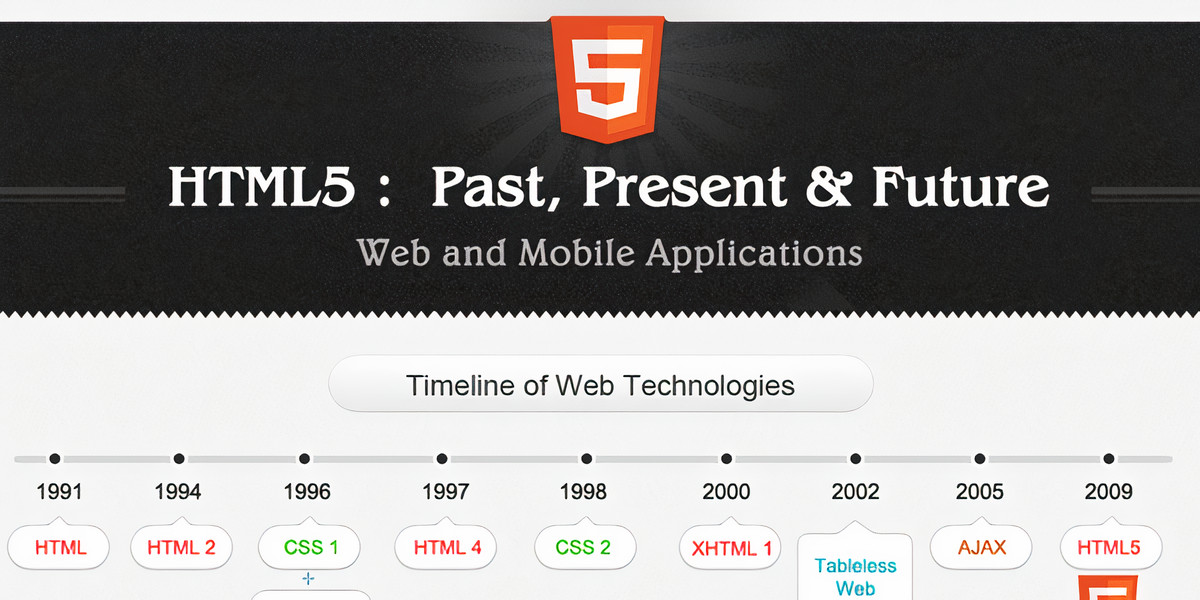 5
HTML5 : Past, Present & Future
Web and Mobile Applications
Timeline of Web Technologies
1991 1994 1996 1997 1998 2000 2002 2005 2009
HTML HTML 2 CSS 1 HTML 4 CSS 2 XHTML 1 Tableless Web AJAX HTML5
+
5